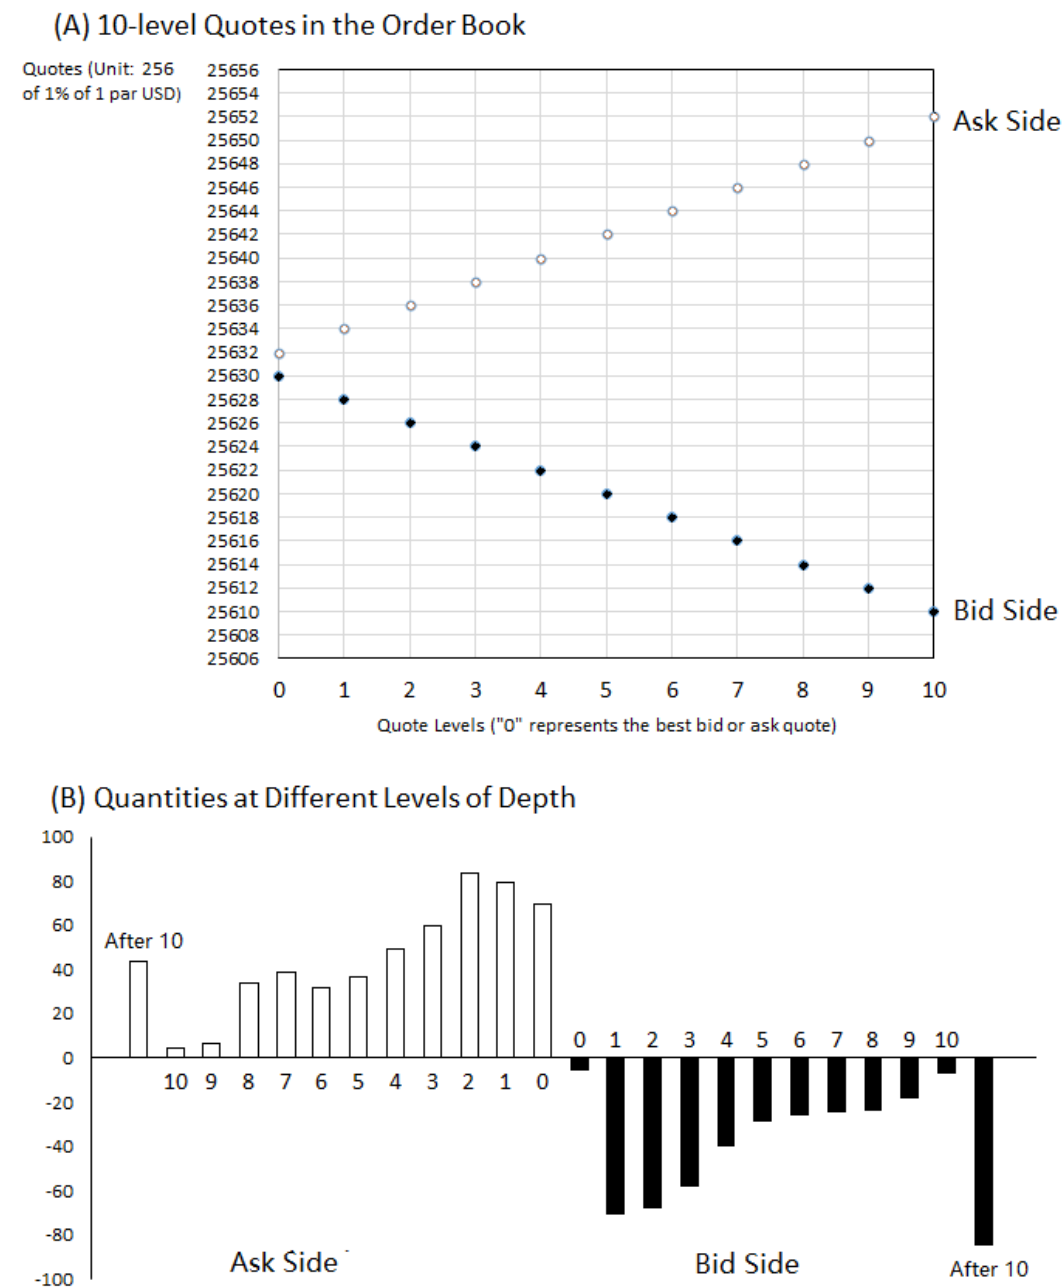 (A) 10-level Quotes in the Order Book
Quotes (Unit: 256
of 1% of 1 par USD)
25656
25654
25652
25650
25648
25646
25644
25642
25640
25638
25636
25634
25632
25630
25628
25626
25624
25622
25620
25618
25616
25614
25612
25610
25608
25606
Ask Side
Bid Side
0 1 2 3 4 5 6 7 8 9 10
Quote Levels ("0" represents the best bid or ask quote)
(B) Quantities at Different Levels of Depth
100
80
60
40
20
0
-20
-40
-60
-80
-100
After 10
10 9 8 7 6 5 4 3 2 1 0
0 1 2 3 4 5 6 7 8 9 10
Ask Side
Bid Side
After 10